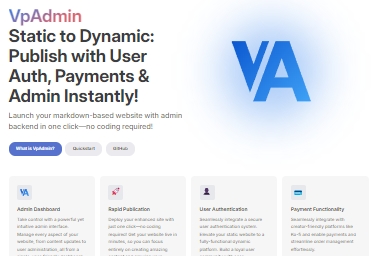 VpAdmin
Static to Dynamic:
Publish with User
Auth, Payments &
Admin Instantly!
Launch your markdown-based website with admin
backend in one click—no coding required!
What is VpAdmin?
Quickstart
GitHub
VA
Admin Dashboard
Take control with a powerful yet
intuitive admin interface.
Manage every aspect of your
website, from content updates to
user administration, all from a
Rapid Publication
Deploy your enhanced site with
just one click—no coding
required! Get your website live in
minutes, so you can focus
entirely on creating amazing
User Authentication
Seamlessly integrate a secure
user authentication system.
Elevate your static website to a
fully-functional dynamic
platform. Build a loyal user
Payment Functionality
Seamlessly integrate with
creator-friendly platforms like
Ko-fi and enable payments and
streamline order management
effortlessly.